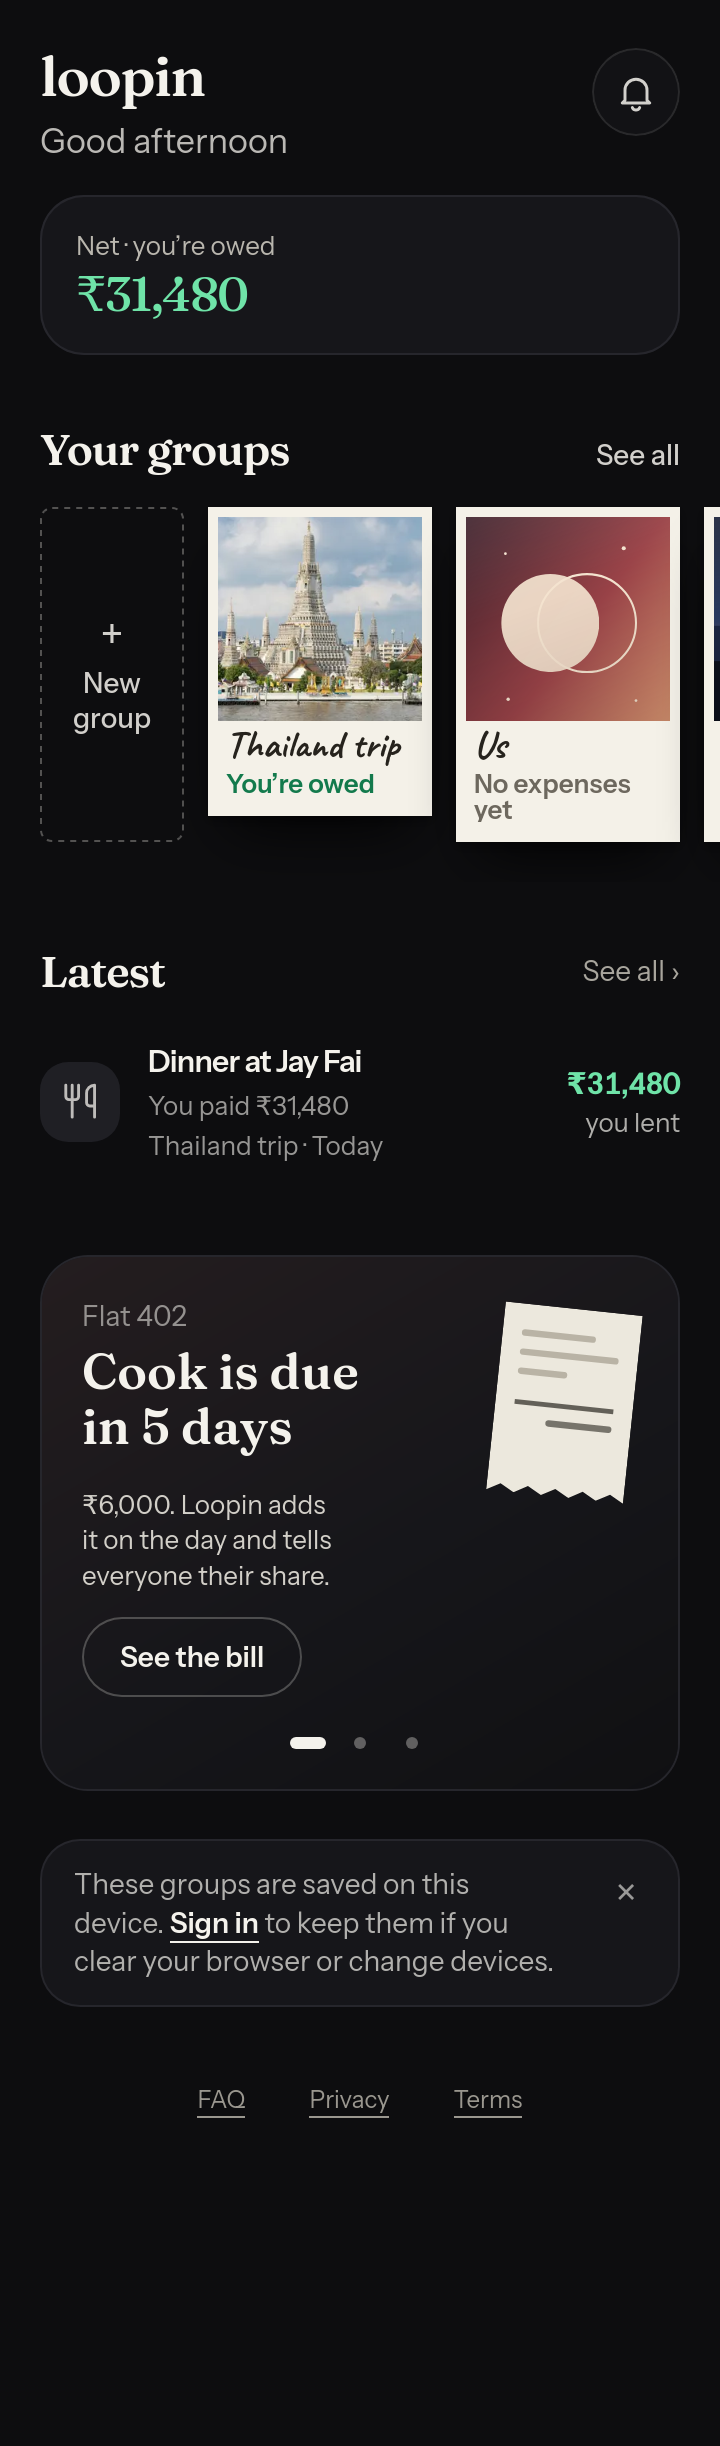 loopin
Good afternoon
Net · you’re owed
₹31,480
Your groups
See all
+
New
group
Thailand trip
You’re owed
Us
No expenses
yet
Latest
See all ›
Dinner at Jay Fai
You paid ₹31,480
Thailand trip · Today
₹31,480
you lent
Flat 402
Cook is due
in 5 days
₹6,000. Loopin adds
it on the day and tells
everyone their share.
See the bill
These groups are saved on this
device. Sign in to keep them if you
clear your browser or change devices.
FAQ
Privacy
Terms